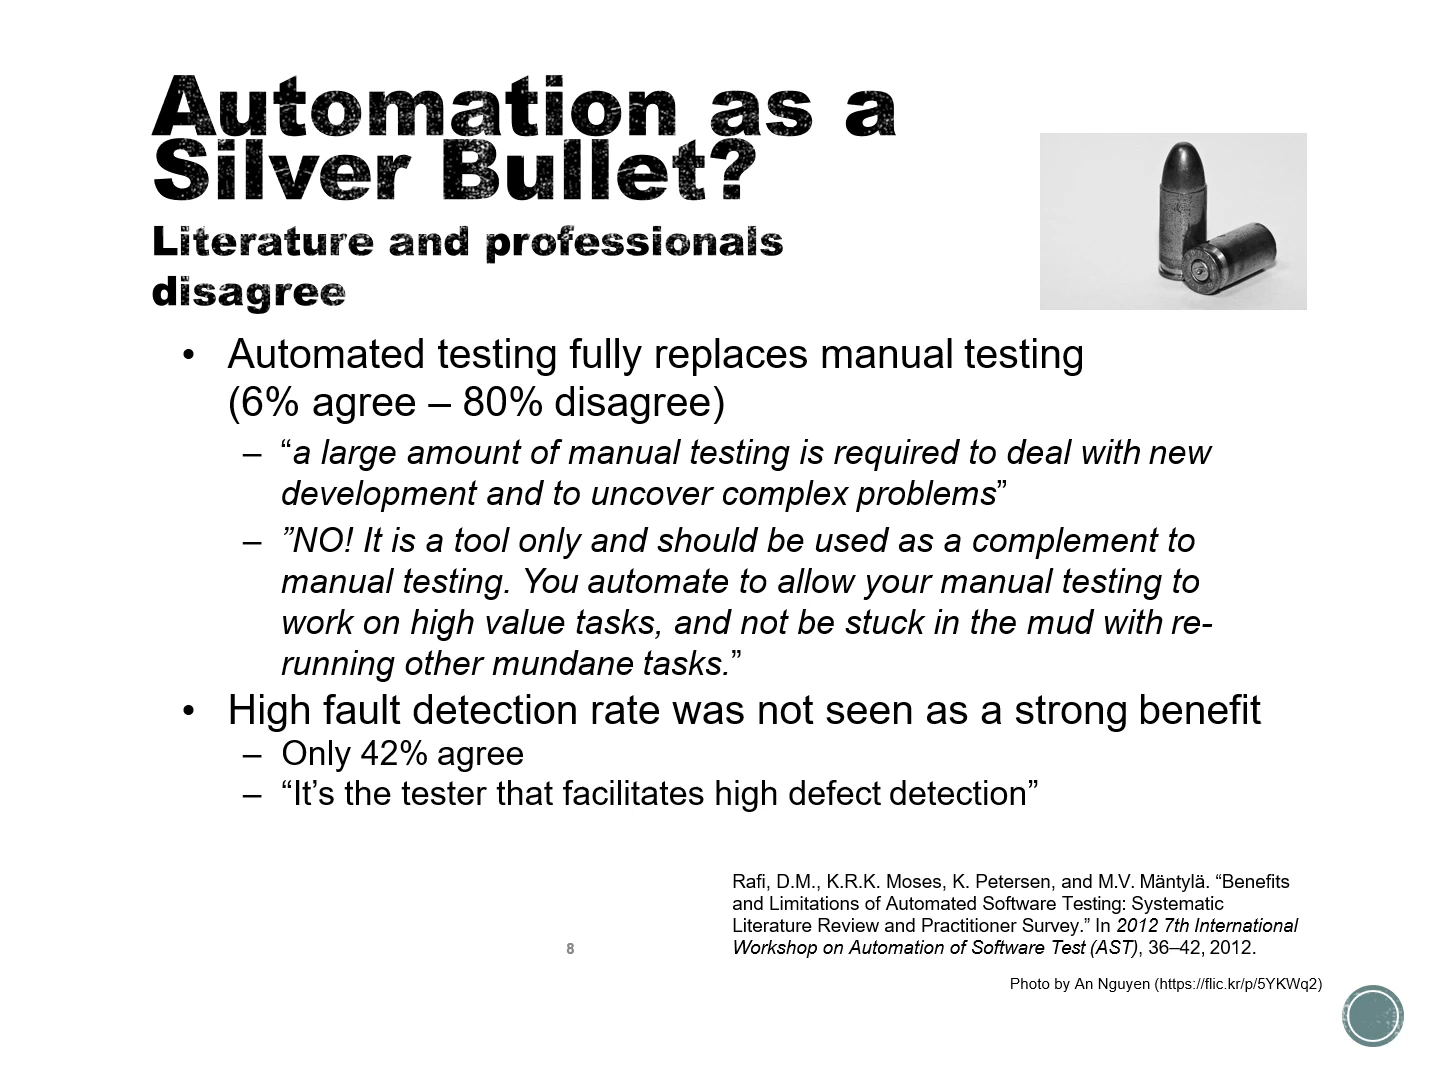 Automation as a
Silver Bullet?
Literature and professionals
disagree
• Automated testing fully replaces manual testing
(6% agree – 80% disagree)
– “a large amount of manual testing is required to deal with new
development and to uncover complex problems”
– ”NO! It is a tool only and should be used as a complement to
manual testing. You automate to allow your manual testing to
work on high value tasks, and not be stuck in the mud with re-
running other mundane tasks.”
• High fault detection rate was not seen as a strong benefit
– Only 42% agree
– “It’s the tester that facilitates high defect detection”
Rafi, D.M., K.R.K. Moses, K. Petersen, and M.V. Mäntylä. “Benefits
and Limitations of Automated Software Testing: Systematic
Literature Review and Practitioner Survey.” In 2012 7th International
Workshop on Automation of Software Test (AST), 36–42, 2012.
8
Photo by An Nguyen (https://flic.kr/p/5YKWq2)